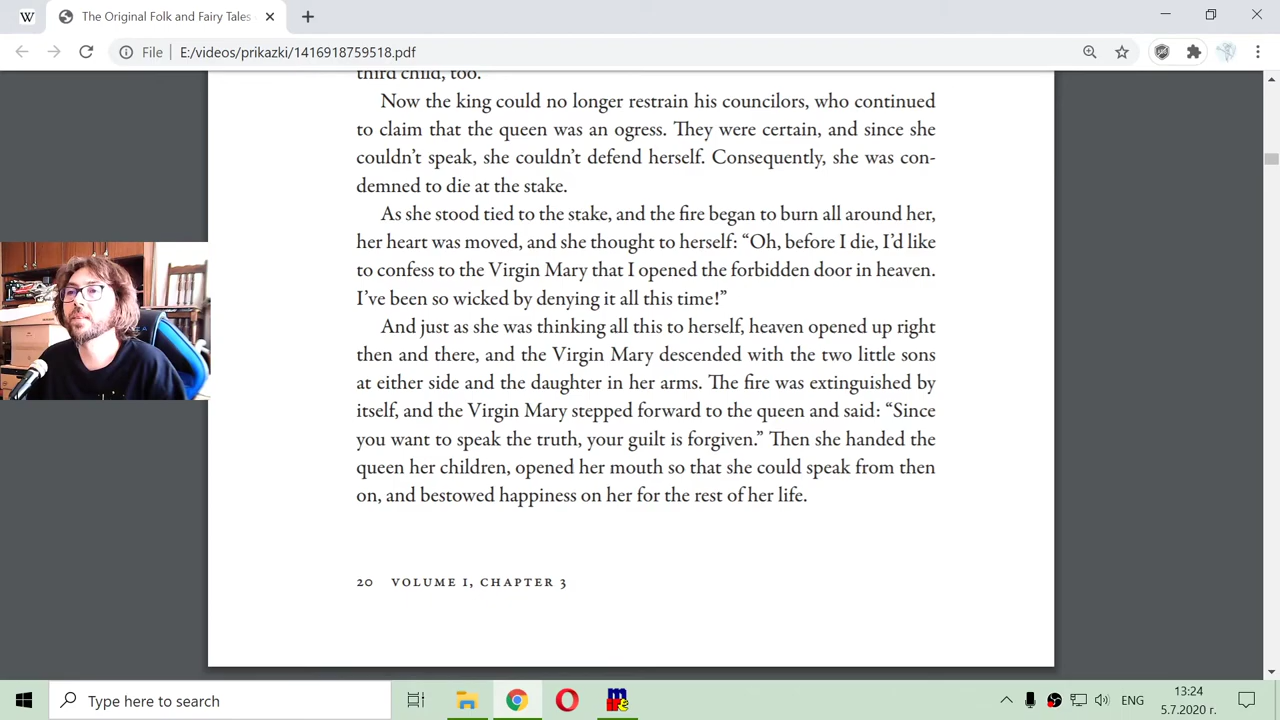 The Original Folk and Fairy Tales
File
E:/videos/prikazki/1416918759518.pdf
third child, too.
Now the king could no longer restrain his councilors, who continued
to claim that the queen was an ogress. They were certain, and since she
couldn't speak, she couldn't defend herself. Consequently, she was con-
demned to die at the stake.
As she stood tied to the stake, and the fire began to burn all around her,
her heart was moved, and she thought to herself: “Oh, before I die, I'd like
to confess to the Virgin Mary that I opened the forbidden door in heaven.
I've been so wicked by denying it all this time!”
And just as she was thinking all this to herself, heaven opened up right
then and there, and the Virgin Mary descended with the two little sons
at either side and the daughter in her arms. The fire was extinguished by
itself, and the Virgin Mary stepped forward to the queen and said: “Since
you want to speak the truth, your guilt is forgiven.” Then she handed the
queen her children, opened her mouth so that she could speak from then
on, and bestowed happiness on her for the rest of her life.
20 VOLUME I, CHAPTER 3
Type here to search
ЕНГ
13:24
5.7.2020 г.